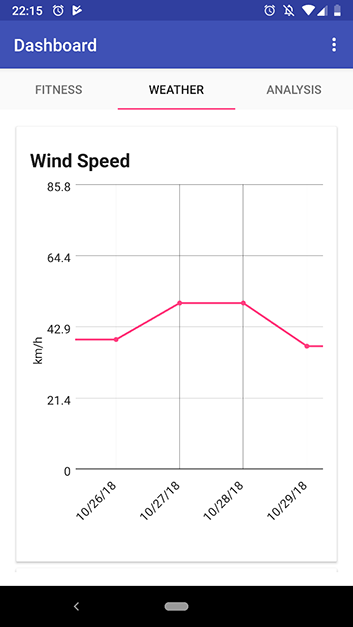 22:15
Dashboard
FITNESS WEATHER ANALYSIS
Wind Speed
85.8
64.4
42.9
km/h
21.4
0
10/26/18 10/27/18 10/28/18 10/29/18